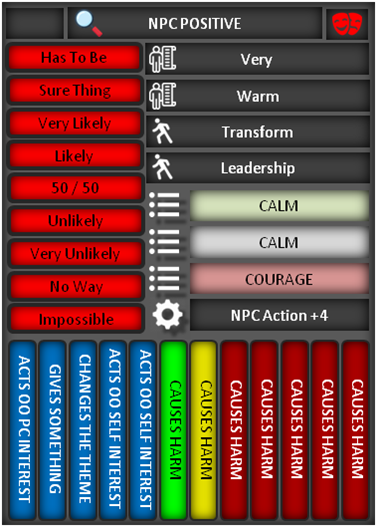 NPC POSITIVE
Has To Be
Sure Thing
Very Likely
Likely
50 / 50
Unlikely
Very Unlikely
No Way
Impossible
Very
Warm
Transform
Leadership
CALM
CALM
COURAGE
NPC Action +4
ACTS OO PC INTEREST
GIVES SOMETHING
CHANGES THE THEME
ACTS OO SELF INTEREST
ACTS OO SELF INTEREST
CAUSES HARM
CAUSES HARM
CAUSES HARM
CAUSES HARM
CAUSES HARM
CAUSES HARM
CAUSES HARM